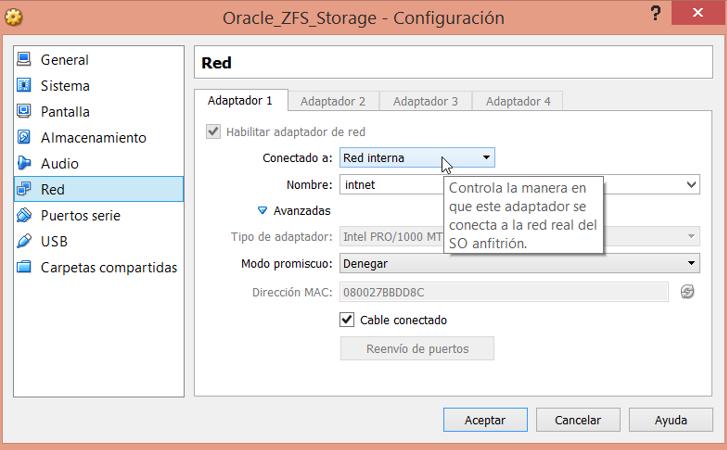 Oracle_ZFS_Storage - Configuración
General
Sistema
Pantalla
Almacenamiento
Audio
Red
Puertos serie
USB
Carpetas compartidas
Red
Adaptador 1 Adaptador 2 Adaptador 3 Adaptador 4
Habilitar adaptador de red
Conectado a: Red interna
Nombre: intnet
Controla la manera en
que este adaptador se
conecta a la red real del
SO anfitrión.
Avanzadas
Tipo de adaptador: Intel PRO/1000 MT
Modo promiscuo: Denegar
Dirección MAC: 080027BBDD8C
Cable conectado
Reenvío de puertos
Aceptar Cancelar Ayuda